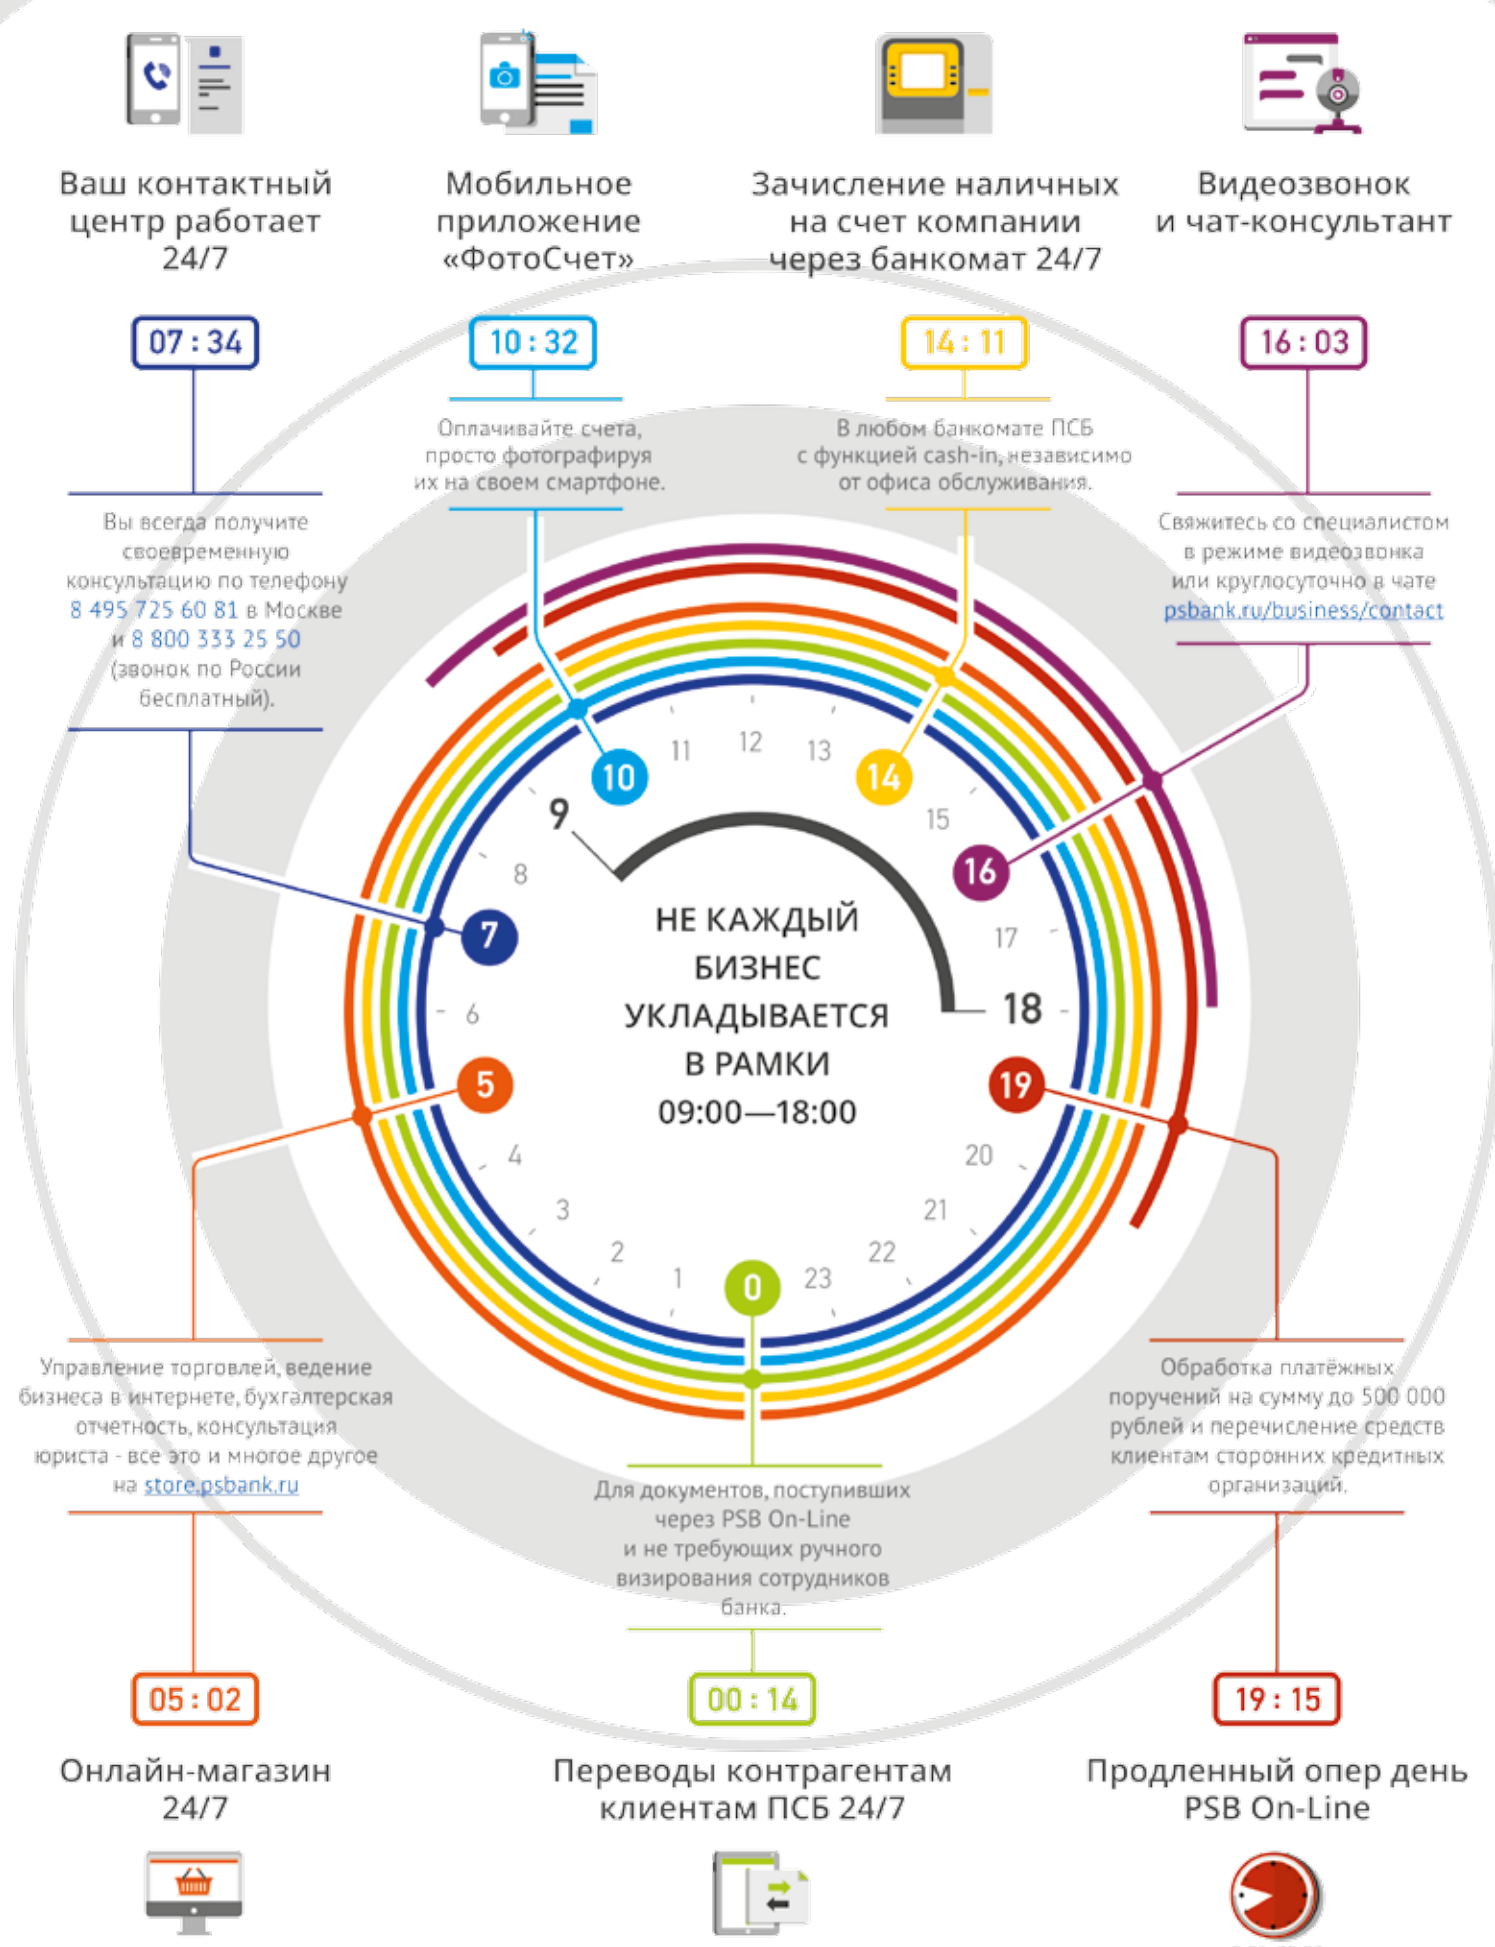 Ваш контактный
центр работает
24/7
Мобильное
приложение
«ФотоСчет»
Зачисление наличных
на счет компании
через банкомат 24/7
Видеозвонок
и чат-консультант
07 : 34
10 : 32
14 : 11
16 : 03
Вы всегда получите
своевременную
консультацию по телефону
8 495 725 60 81 в Москве
и 8 800 333 25 50
(звонок по России
бесплатный).
Оплачивайте счета,
просто фотографируя
их на своем смартфоне.
В любом банкомате ПСБ
с функцией cash-in, независимо
от офиса обслуживания.
Свяжитесь со специалистом
в режиме видеозвонка
или круглосуточно в чате
psbank.ru/business/contact
9
10
11
12
13
14
15
16
17
18
19
20
21
22
23
0
1
2
3
4
5
6
7
8
НЕ КАЖДЫЙ
БИЗНЕС
УКЛАДЫВАЕТСЯ
В РАМКИ
09:00—18:00
Управление торговлей, ведение
бизнеса в интернете, бухгалтерская
отчетность, консультация
юриста - все это и многое другое
на store.psbank.ru
Для документов, поступивших
через PSB On-Line
и не требующих ручного
визирования сотрудников
банка.
Обработка платёжных
поручений на сумму до 500 000
рублей и перечисление средств
клиентам сторонних кредитных
организаций.
05 : 02
00 : 14
19 : 15
Онлайн-магазин
24/7
Переводы контрагентам
клиентам ПСБ 24/7
Продленный опер день
PSB On-Line